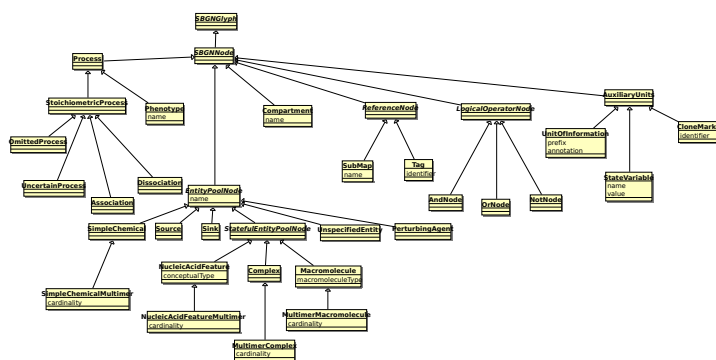 SBGNGlyph
SBGNNode
Process
StoichiometricProcess
Phenotype
name
Compartment
name
ReferenceNode
LogicalOperatorNode
AuxiliaryUnits
OmittedProcess
UnitOfInformation
prefix
annotation
CloneMark
identifier
UncertainProcess
Association
Dissociation
EntityPoolNode
name
SubMap
name
Tag
identifier
AndNode
OrNode
NotNode
StateVariable
name
value
SimpleChemical
Source
Sink
StatefulEntityPoolNode
UnspecifiedEntity
PerturbingAgent
NucleicAcidFeature
conceptualType
Complex
Macromolecule
macromoleculeType
SimpleChemicalMultimer
cardinality
NucleicAcidFeatureMultimer
cardinality
MultimerMacromolecule
cardinality
MultimerComplex
cardinality